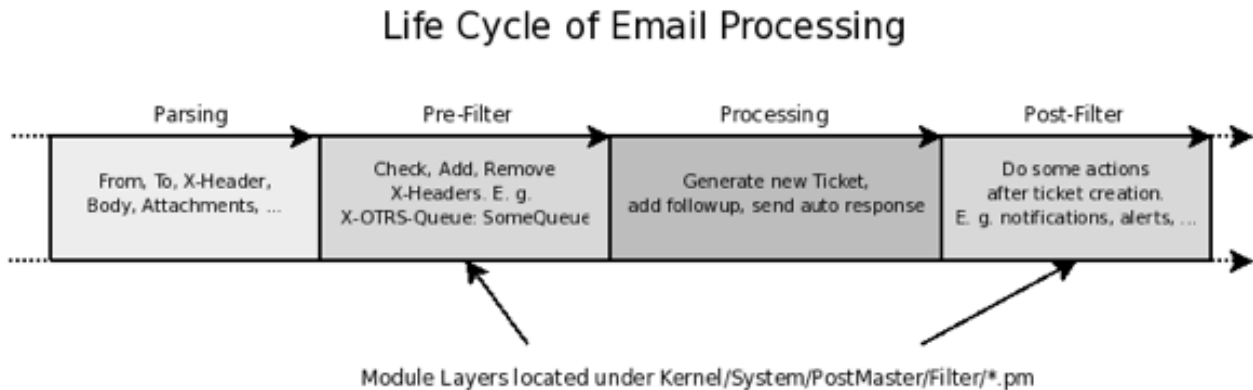 Life Cycle of Email Processing
Parsing
Pre-Filter
Processing
Post-Filter
From, To, X-Header,
Body, Attachments, ...
Check, Add, Remove
X-Headers. E. g.
X-OTRS-Queue: SomeQueue
Generate new Ticket,
add followup, send auto response
Do some actions
after ticket creation.
E. g. notifications, alerts, ...
Module Layers located under Kernel/System/PostMaster/Filter/*.pm